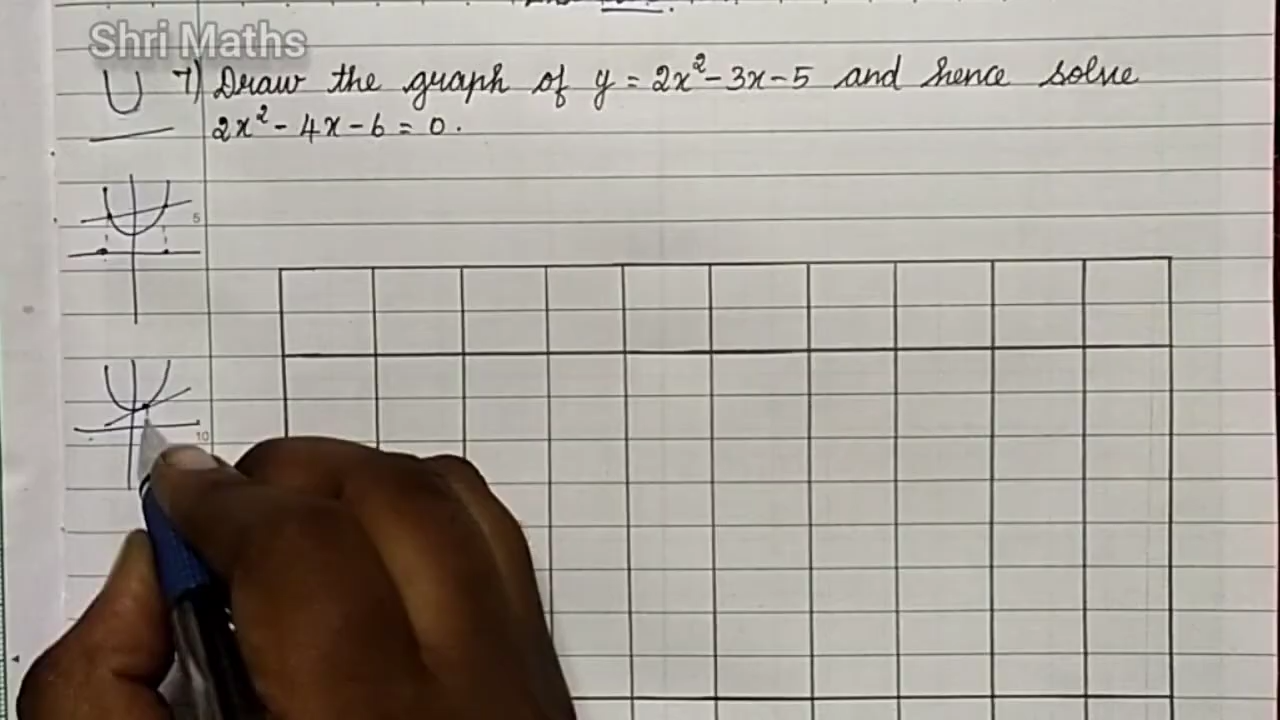 Shri Maths
7) Draw the graph of y = 2x² - 3x - 5 and hence solve
2x² - 4x - 6 = 0.
5
10